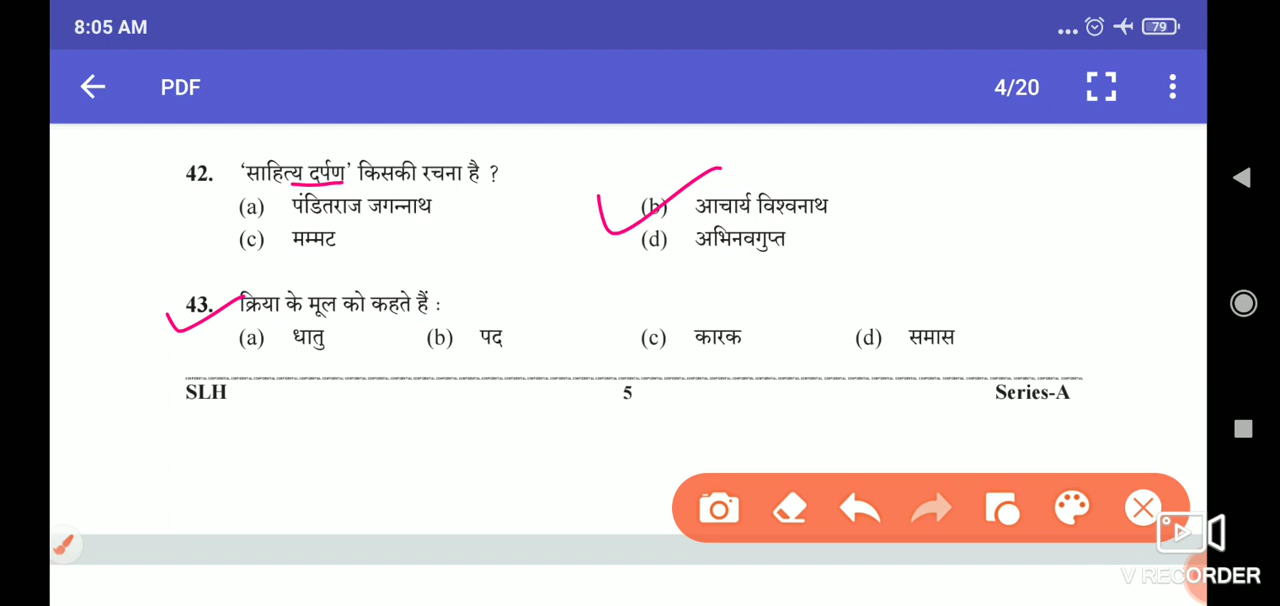 8:05 AM
79
PDF
4/20
42. 'साहित्य दर्पण' किसकी रचना है ?
(a) पंडितराज जगन्नाथ (b) आचार्य विश्वनाथ
(c) मम्मट (d) अभिनवगुप्त
43. क्रिया के मूल को कहते हैं :
(a) धातु (b) पद (c) कारक (d) समास
SLH 5 Series-A
V RECORDER